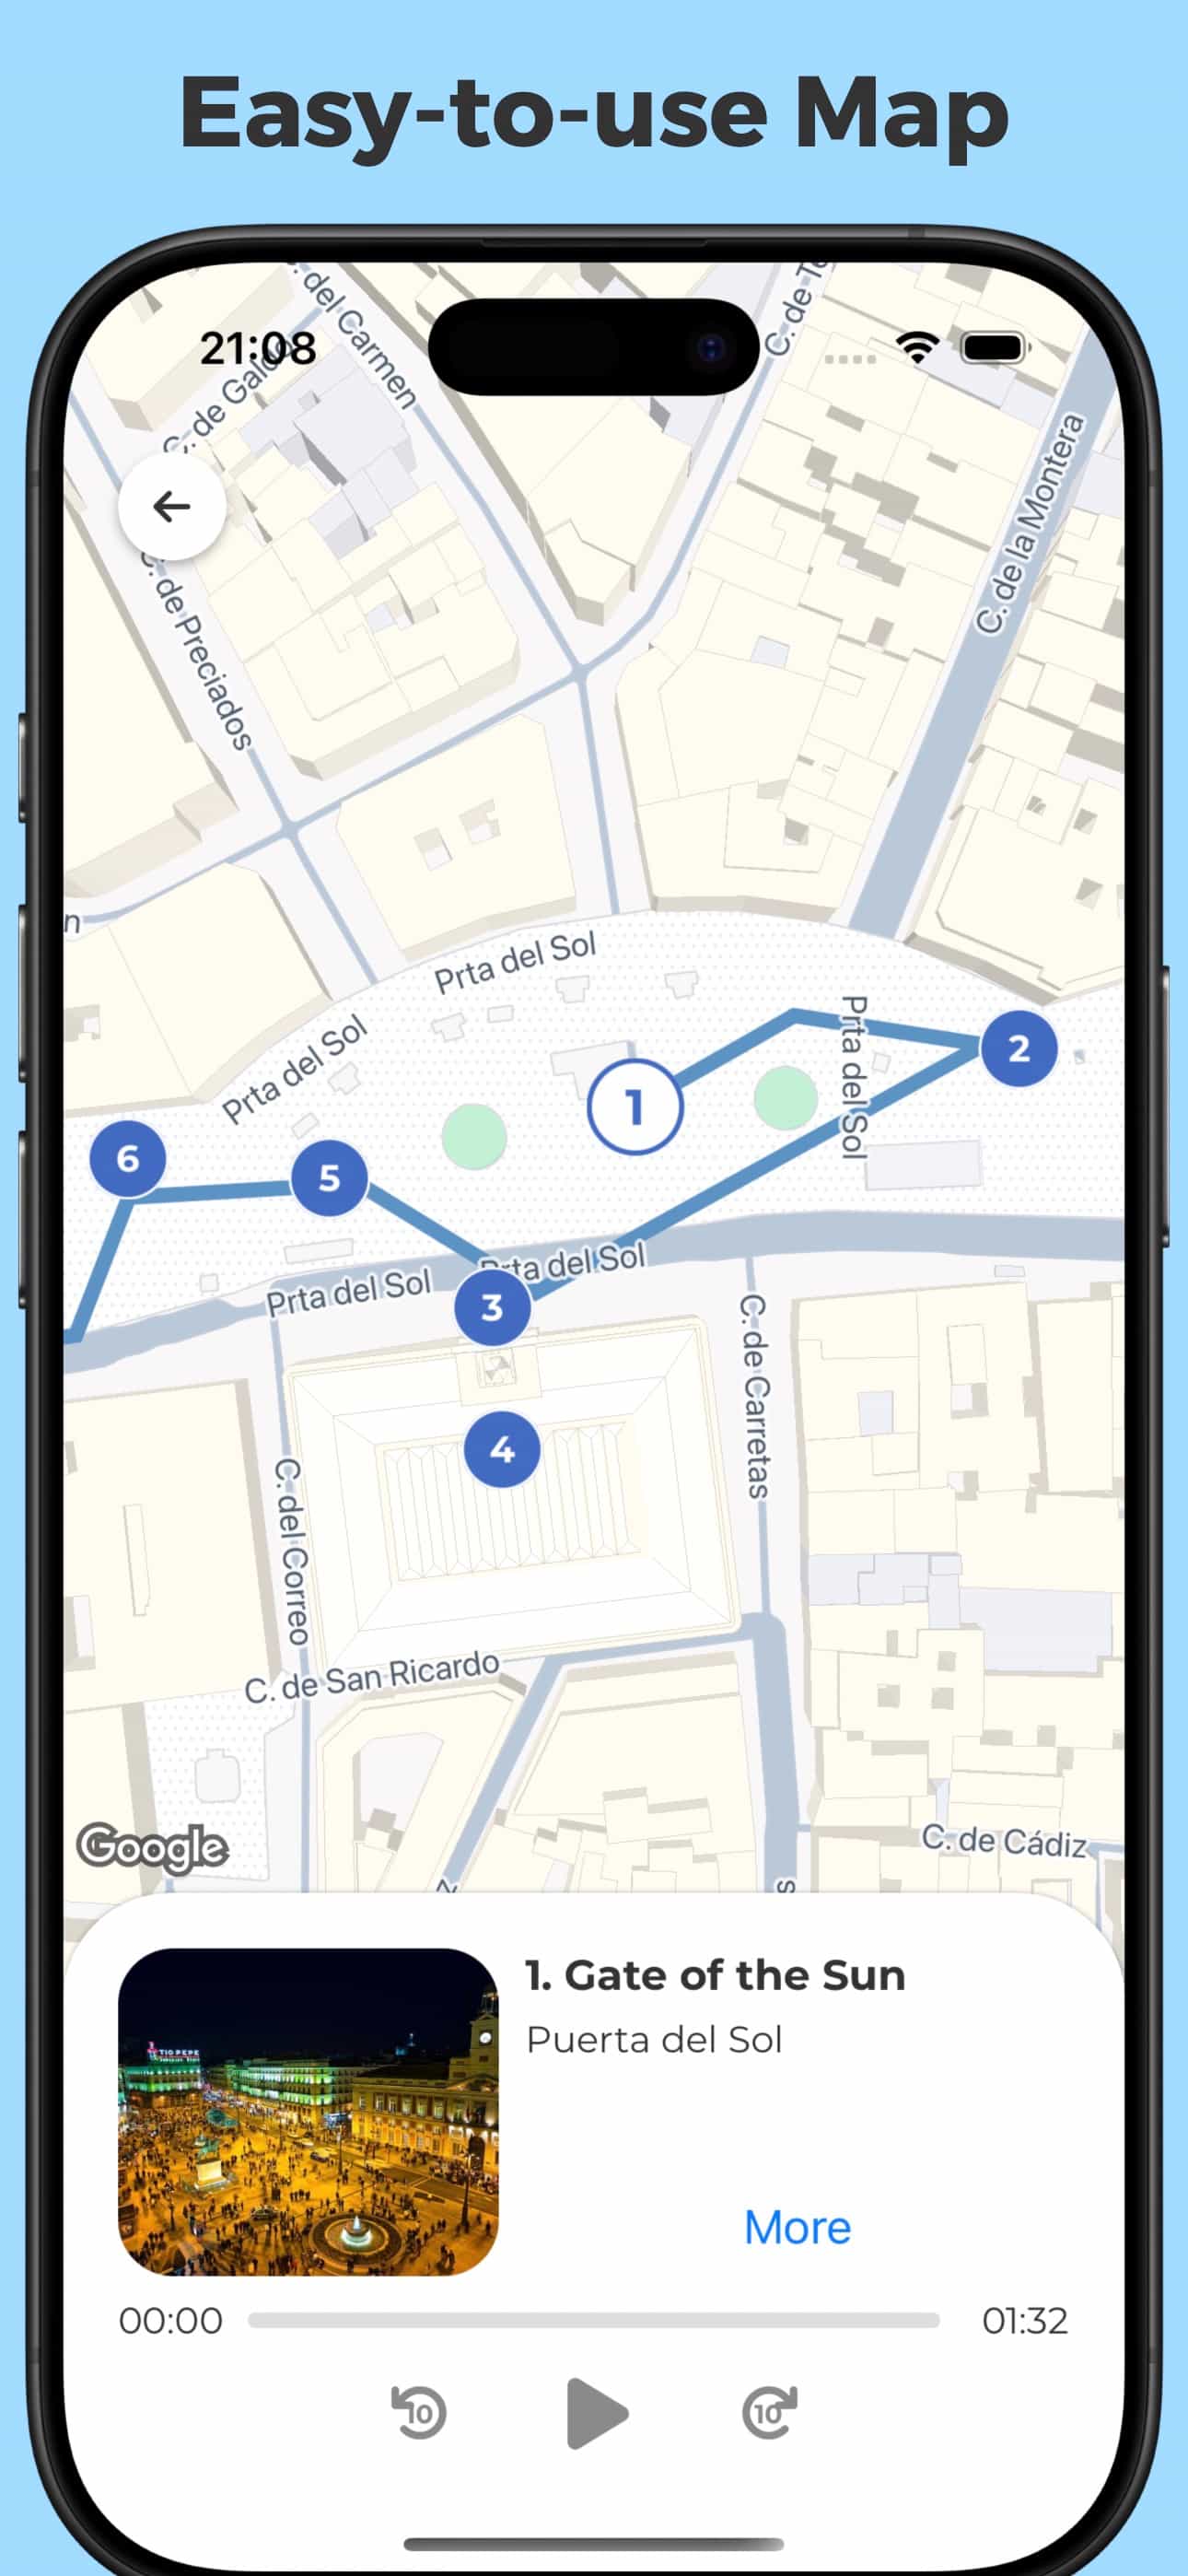 Easy-to-use Map
21:08
C. del Carmen
C. de
C. de la Montera
C. de Preciados
n
Prta del Sol
Prta del Sol
Prta del Sol
1
2
6
5
Prta del Sol
Prta del Sol
3
4
C. de Carretas
C. del Correo
C. de San Ricardo
Google
C. de Cádiz
z
s
TIO PEPE
1. Gate of the Sun
Puerta del Sol
More
00:00
01:32
10
10